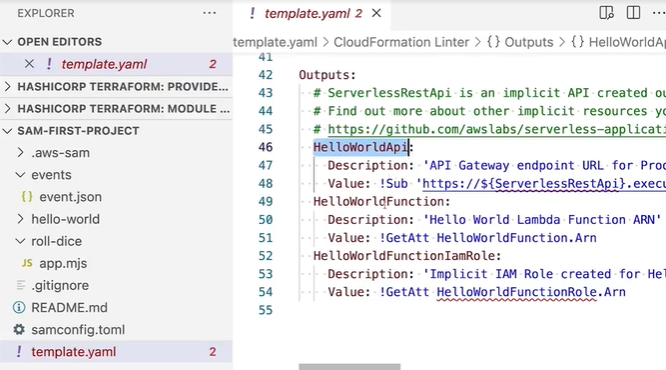 EXPLORER
OPEN EDITORS
template.yaml 2
HASHICORP TERRAFORM: PROVIDE...
HASHICORP TERRAFORM: MODULE ...
SAM-FIRST-PROJECT
.aws-sam
events
{} event.json
hello-world
roll-dice
JS app.mjs
.gitignore
README.md
samconfig.toml
! template.yaml 2
! template.yaml 2
template.yaml > CloudFormation Linter > {} Outputs > {} HelloWorldAp
41
42 Outputs:
43 # ServerlessRestApi is an implicit API created ou
44 # Find out more about other implicit resources yo
45 # https://github.com/awslabs/serverless-applicati
46 HelloWorldApi:
47 Description: 'API Gateway endpoint URL for Proc
48 Value: !Sub 'https://${ServerlessRestApi}.execu
49 HelloWorldFunction:
50 Description: 'Hello World Lambda Function ARN'
51 Value: !GetAtt HelloWorldFunction.Arn
52 HelloWorldFunctionIamRole:
53 Description: 'Implicit IAM Role created for Hel
54 Value: !GetAtt HelloWorldFunctionRole.Arn
55